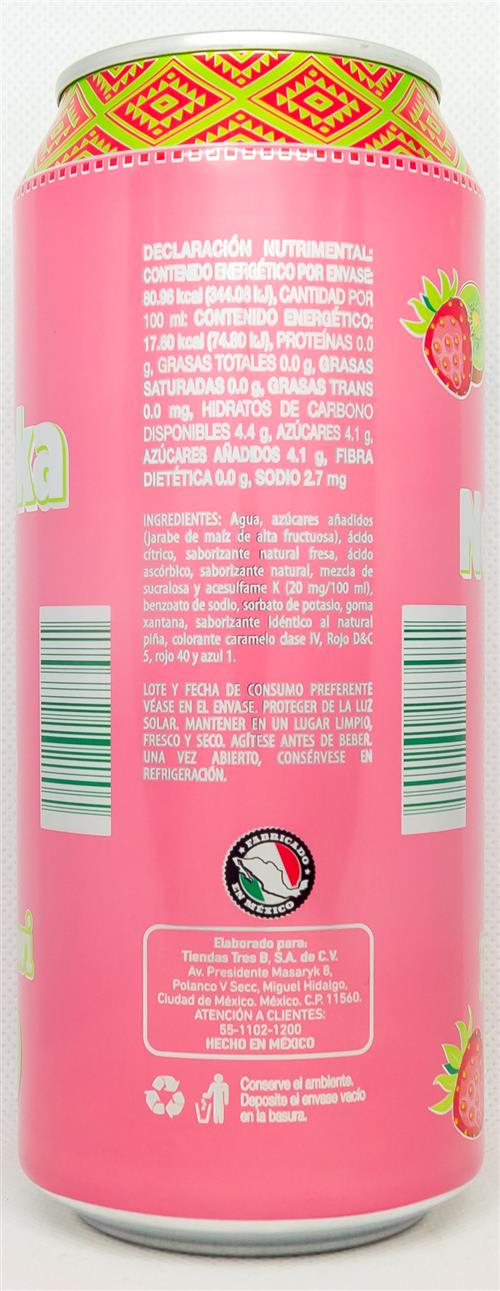 DECLARACIÓN NUTRIMENTAL:
CONTENIDO ENERGÉTICO POR ENVASE:
80.96 kcal (344.08 kJ), CANTIDAD POR
100 ml: CONTENIDO ENERGÉTICO:
17.60 kcal (74.80 kJ), PROTEÍNAS 0.0
g, GRASAS TOTALES 0.0 g, GRASAS
SATURADAS 0.0 g, GRASAS TRANS
0.0 mg, HIDRATOS DE CARBONO
DISPONIBLES 4.4 g, AZÚCARES 4.1 g,
AZÚCARES AÑADIDOS 4.1 g, FIBRA
DIETÉTICA 0.0 g, SODIO 2.7 mg
ka
INGREDIENTES: Agua, azúcares añadidos
(jarabe de maíz de alta fructuosa), ácido
cítrico, saborizante natural fresa, ácido
ascórbico, saborizante natural, mezcla de
sucralosa y acesulfame K (20 mg/100 ml),
benzoato de sodio, sorbato de potasio, goma
xantana, saborizante idéntico al natural
piña, colorante caramelo clase IV, Rojo D&C
5, rojo 40 y azul 1.
LOTE Y FECHA DE CONSUMO PREFERENTE
VÉASE EN EL ENVASE. PROTEGER DE LA LUZ
SOLAR. MANTENER EN UN LUGAR LIMPIO,
FRESCO Y SECO. AGÍTESE ANTES DE BEBER.
UNA VEZ ABIERTO, CONSÉRVESE EN
REFRIGERACIÓN.
FABRICADO
EN MÉXICO
Elaborado para:
Tiendas Tres B, S.A. de C.V.
Av. Presidente Masaryk 8,
Polanco V Secc, Miguel Hidalgo,
Ciudad de México. México. C.P. 11560.
ATENCIÓN A CLIENTES:
55-1102-1200
HECHO EN MÉXICO
Conserve el ambiente.
Deposite el envase vacío
en la basura.